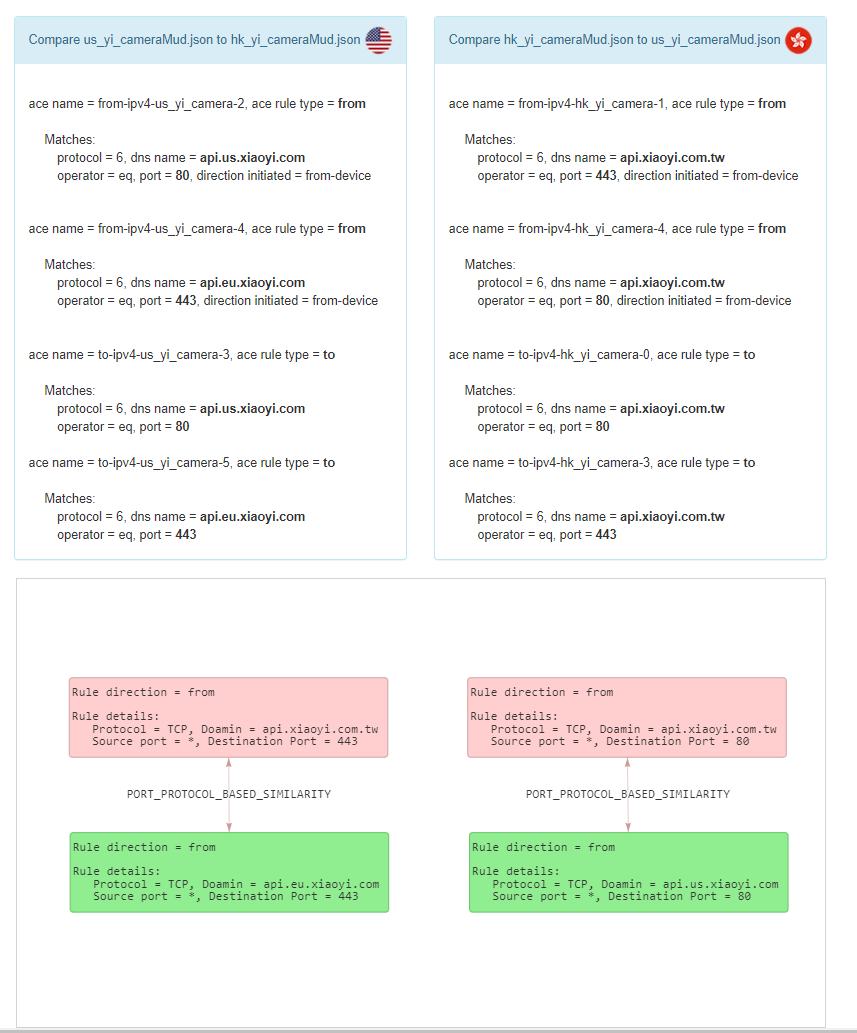 Compare us_yi_cameraMud.json to hk_yi_cameraMud.json
ace name = from-ipv4-us_yi_camera-2, ace rule type = from
Matches:
protocol = 6, dns name = api.us.xiaoyi.com
operator = eq, port = 80, direction initiated = from-device
ace name = from-ipv4-us_yi_camera-4, ace rule type = from
Matches:
protocol = 6, dns name = api.eu.xiaoyi.com
operator = eq, port = 443, direction initiated = from-device
ace name = to-ipv4-us_yi_camera-3, ace rule type = to
Matches:
protocol = 6, dns name = api.us.xiaoyi.com
operator = eq, port = 80
ace name = to-ipv4-us_yi_camera-5, ace rule type = to
Matches:
protocol = 6, dns name = api.eu.xiaoyi.com
operator = eq, port = 443
Compare hk_yi_cameraMud.json to us_yi_cameraMud.json
ace name = from-ipv4-hk_yi_camera-1, ace rule type = from
Matches:
protocol = 6, dns name = api.xiaoyi.com.tw
operator = eq, port = 443, direction initiated = from-device
ace name = from-ipv4-hk_yi_camera-4, ace rule type = from
Matches:
protocol = 6, dns name = api.xiaoyi.com.tw
operator = eq, port = 80, direction initiated = from-device
ace name = to-ipv4-hk_yi_camera-0, ace rule type = to
Matches:
protocol = 6, dns name = api.xiaoyi.com.tw
operator = eq, port = 80
ace name = to-ipv4-hk_yi_camera-3, ace rule type = to
Matches:
protocol = 6, dns name = api.xiaoyi.com.tw
operator = eq, port = 443
Rule direction = from
Rule details:
Protocol = TCP, Doamin = api.xiaoyi.com.tw
Source port = *, Destination Port = 443
PORT_PROTOCOL_BASED_SIMILARITY
Rule direction = from
Rule details:
Protocol = TCP, Doamin = api.eu.xiaoyi.com
Source port = *, Destination Port = 443
Rule direction = from
Rule details:
Protocol = TCP, Doamin = api.xiaoyi.com.tw
Source port = *, Destination Port = 80
PORT_PROTOCOL_BASED_SIMILARITY
Rule direction = from
Rule details:
Protocol = TCP, Doamin = api.us.xiaoyi.com
Source port = *, Destination Port = 80